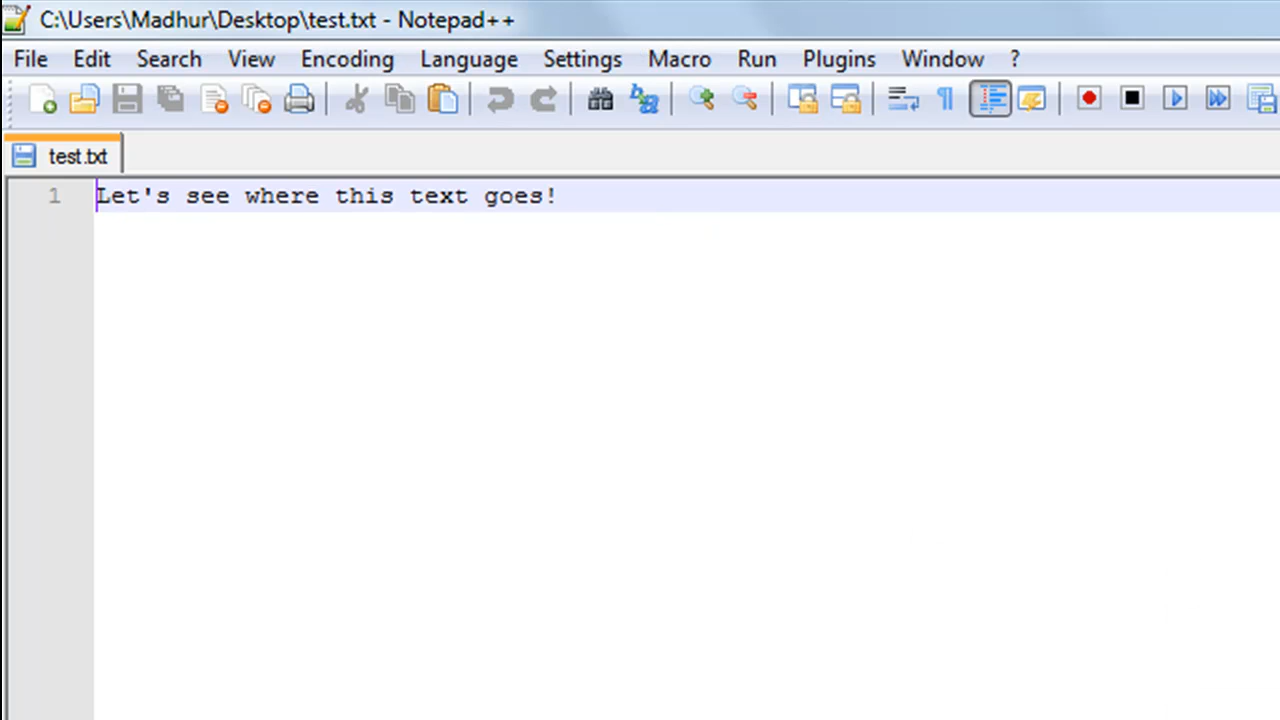 C:\Users\Madhur\Desktop\test.txt - Notepad++
File Edit Search View Encoding Language Settings Macro Run Plugins Window ?
test.txt
1 Let's see where this text goes!